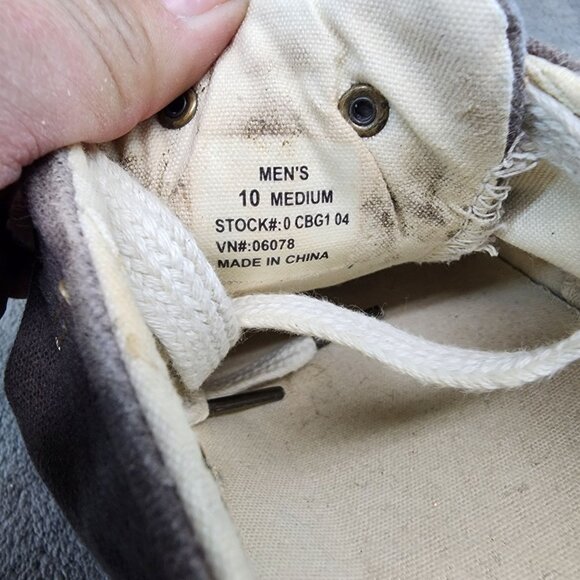 MEN'S
10 MEDIUM
STOCK#:0 CBG1 04
VN#:06078
MADE IN CHINA